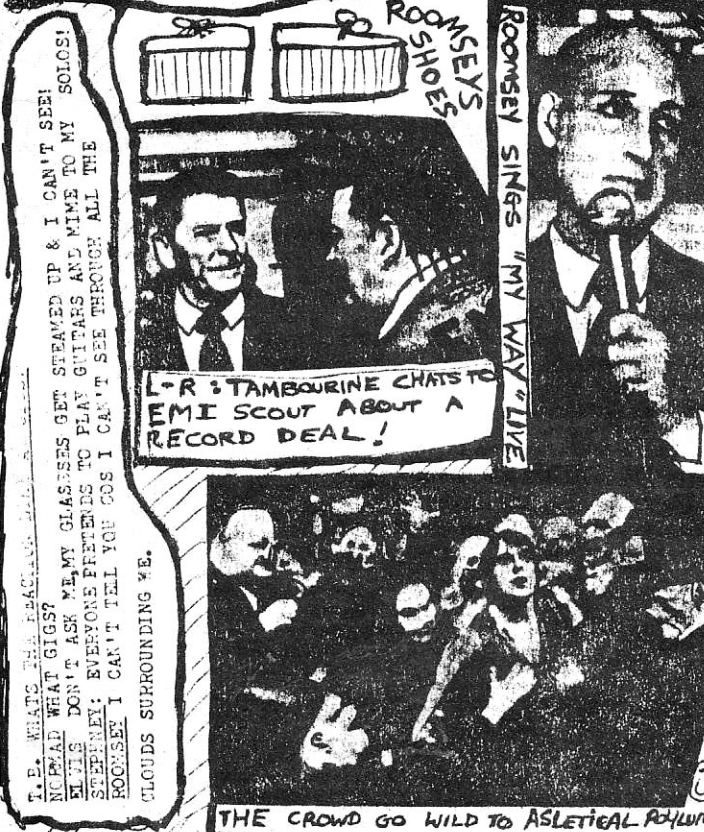 ROOMSEYS
SHOES
ROOMSEY SINGS "MY WAY" LIVE
L-R : TAMBOURINE CHATS TO
EMI SCOUT ABOUT A
RECORD DEAL!
T.E. WHATS THE REACTION
NORMAD WHAT GIGS?
ELVIS DON'T ASK ME,MY GLASSES GET STEAMED UP & I CAN'T SEE!
STEPHNEY: EVERYONE PRETENDS TO PLAY GUITARS AND MIME TO MY SOLOS!
ROOMSEY I CAN'T TELL YOU COS I CAN'T SEE THROUGH ALL THE
CLOUDS SURROUNDING ME.
THE CROWD GO WILD TO ASLETICAL